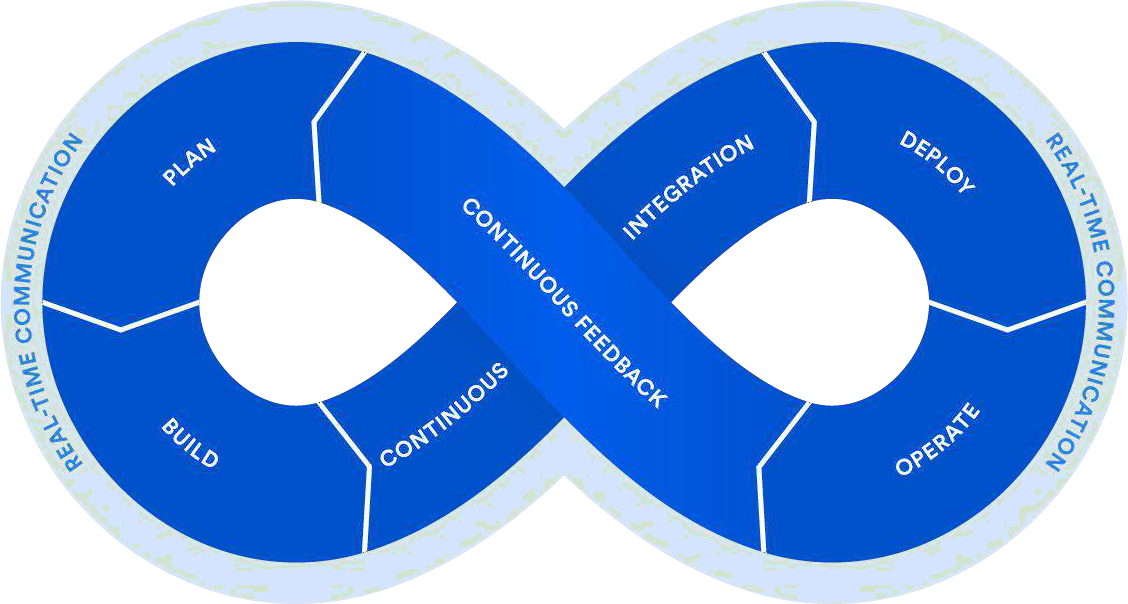 REAL-TIME COMMUNICATION
PLAN
BUILD
CONTINUOUS
INTEGRATION
DEPLOY
OPERATE
CONTINUOUS FEEDBACK
REAL-TIME COMMUNICATION